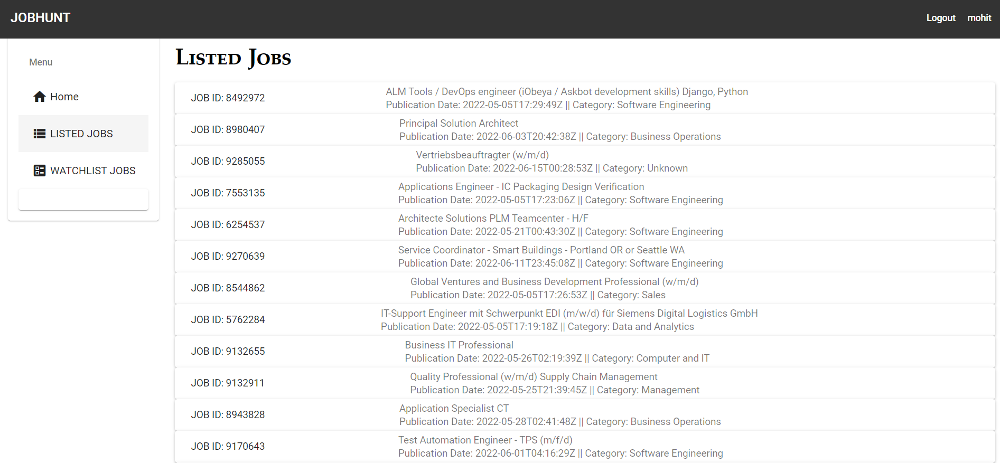 JOBHUNT
Logout mohit
Menu
Home
LISTED JOBS
WATCHLIST JOBS
Listed Jobs
JOB ID: 8492972
ALM Tools / DevOps engineer (iObeya / Askbot development skills) Django, Python
Publication Date: 2022-05-05T17:29:49Z || Category: Software Engineering
JOB ID: 8980407
Principal Solution Architect
Publication Date: 2022-06-03T20:42:38Z || Category: Business Operations
JOB ID: 9285055
Vertriebsbeauftragter (w/m/d)
Publication Date: 2022-06-15T00:28:53Z || Category: Unknown
JOB ID: 7553135
Applications Engineer - IC Packaging Design Verification
Publication Date: 2022-05-05T17:23:06Z || Category: Software Engineering
JOB ID: 6254537
Architecte Solutions PLM Teamcenter - H/F
Publication Date: 2022-05-21T00:43:30Z || Category: Software Engineering
JOB ID: 9270639
Service Coordinator - Smart Buildings - Portland OR or Seattle WA
Publication Date: 2022-06-11T23:45:08Z || Category: Software Engineering
JOB ID: 8544862
Global Ventures and Business Development Professional (w/m/d)
Publication Date: 2022-05-05T17:26:53Z || Category: Sales
JOB ID: 5762284
IT-Support Engineer mit Schwerpunkt EDI (m/w/d) für Siemens Digital Logistics GmbH
Publication Date: 2022-05-05T17:19:18Z || Category: Data and Analytics
JOB ID: 9132655
Business IT Professional
Publication Date: 2022-05-26T02:19:39Z || Category: Computer and IT
JOB ID: 9132911
Quality Professional (w/m/d) Supply Chain Management
Publication Date: 2022-05-25T21:39:45Z || Category: Management
JOB ID: 8943828
Application Specialist CT
Publication Date: 2022-05-28T02:41:48Z || Category: Business Operations
JOB ID: 9170643
Test Automation Engineer - TPS (m/f/d)
Publication Date: 2022-06-01T04:16:29Z || Category: Software Engineering